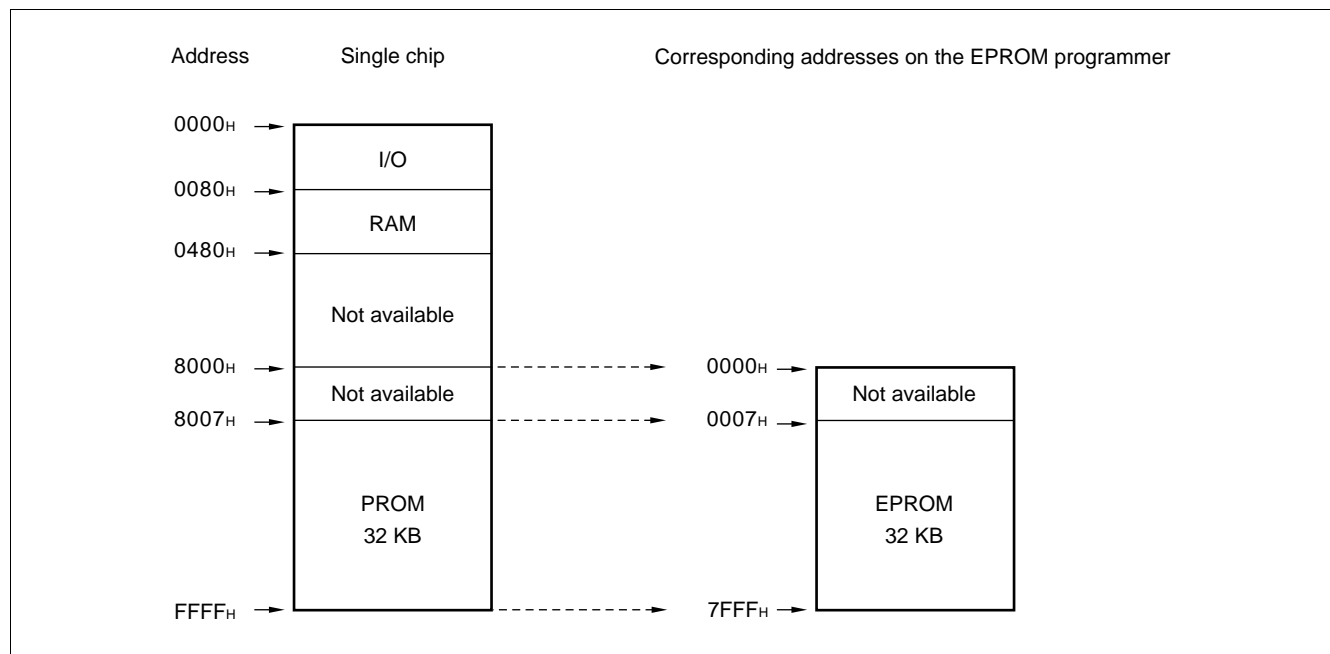 Address Single chip Corresponding addresses on the EPROM programmer
0000H
I/O
0080H
RAM
0480H
Not available
8000H 0000H
Not available Not available
8007H 0007H
PROM EPROM
32 KB 32 KB
FFFFH 7FFFH